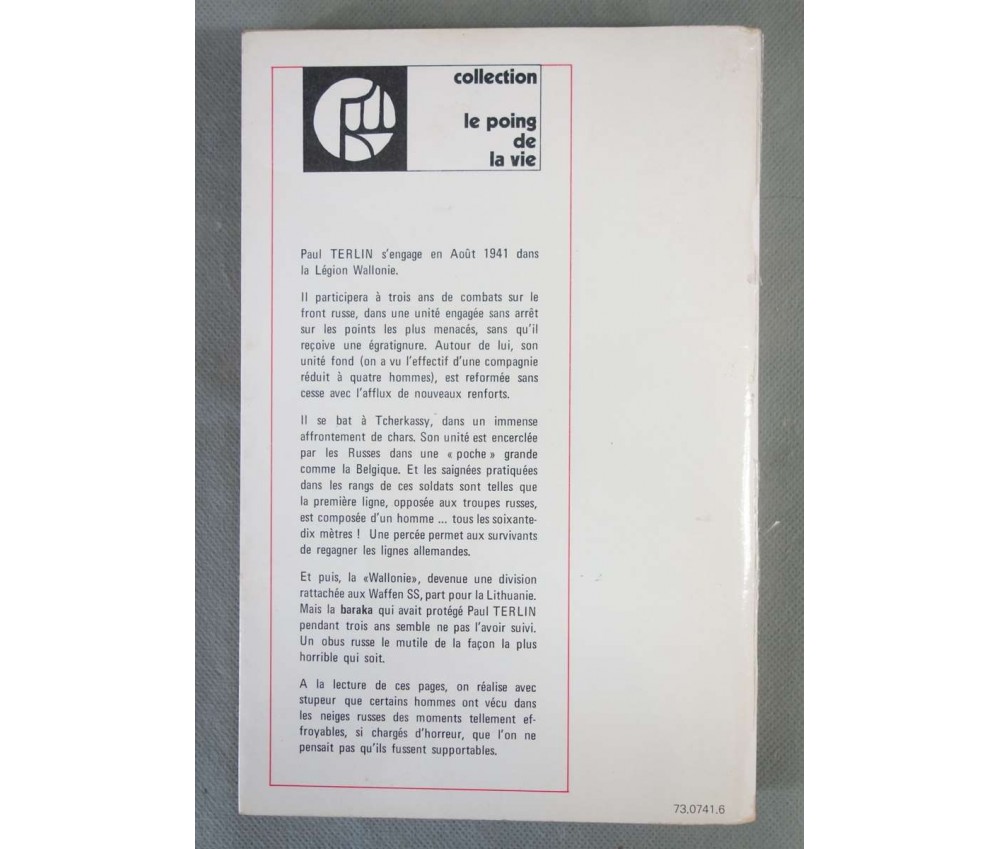 collection
le poing
de
la vie
Paul TERLIN s'engage en Août 1941 dans
la Légion Wallonie.
Il participera à trois ans de combats sur le
front russe, dans une unité engagée sans arrêt
sur les points les plus menacés, sans qu'il
reçoive une égratignure. Autour de lui, son
unité fond (on a vu l'effectif d'une compagnie
réduit à quatre hommes), est reformée sans
cesse avec l'afflux de nouveaux renforts.
Il se bat à Tcherkassy, dans un immense
affrontement de chars. Son unité est encerclée
par les Russes dans une « poche » grande
comme la Belgique. Et les saignées pratiquées
dans les rangs de ces soldats sont telles que
la première ligne, opposée aux troupes russes,
est composée d'un homme ... tous les soixante-
dix mètres ! Une percée permet aux survivants
de regagner les lignes allemandes.
Et puis, la «Wallonie», devenue une division
rattachée aux Waffen SS, part pour la Lithuanie.
Mais la baraka qui avait protégé Paul TERLIN
pendant trois ans semble ne pas l'avoir suivi.
Un obus russe le mutile de la façon la plus
horrible qui soit.
A la lecture de ces pages, on réalise avec
stupeur que certains hommes ont vécu dans
les neiges russes des moments tellement ef-
froyables, si chargés d'horreur, que l'on ne
pensait pas qu'ils fussent supportables.
73.0741.6